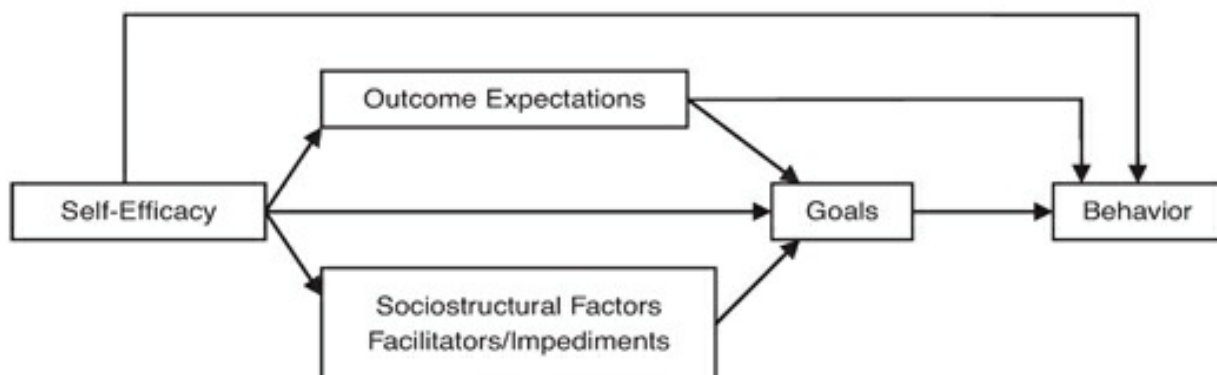 Outcome Expectations
Self-Efficacy
Goals
Behavior
Sociostructural Factors
Facilitators/Impediments